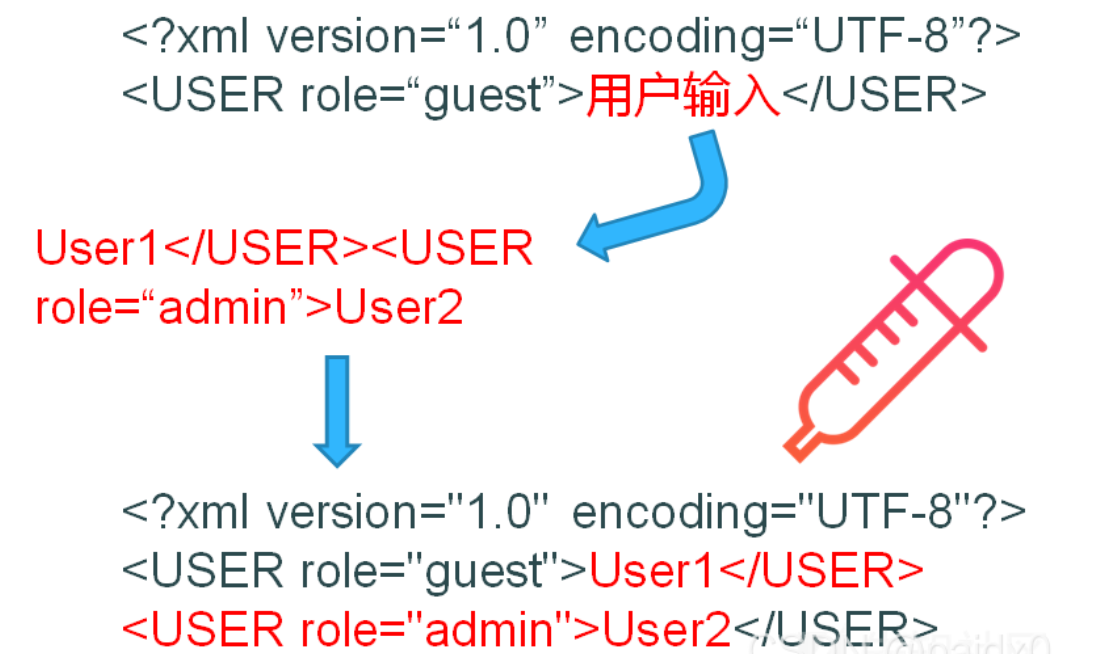 <?xml version=“1.0” encoding=“UTF-8”?>
<USER role=“guest”>用户输入</USER>
User1</USER><USER
role=“admin”>User2
<?xml version="1.0" encoding="UTF-8"?>
<USER role="guest">User1</USER>
<USER role="admin">User2</USER>